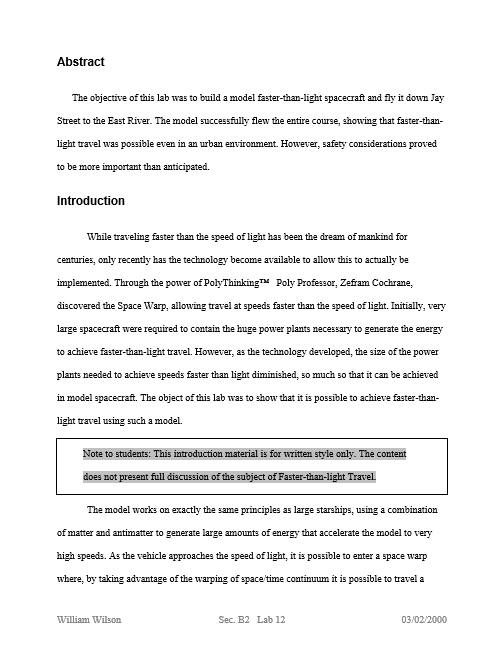 Abstract
The objective of this lab was to build a model faster-than-light spacecraft and fly it down Jay
Street to the East River. The model successfully flew the entire course, showing that faster-than-
light travel was possible even in an urban environment. However, safety considerations proved
to be more important than anticipated.
Introduction
While traveling faster than the speed of light has been the dream of mankind for
centuries, only recently has the technology become available to allow this to actually be
implemented. Through the power of PolyThinking™ Poly Professor, Zefram Cochrane,
discovered the Space Warp, allowing travel at speeds faster than the speed of light. Initially, very
large spacecraft were required to contain the huge power plants necessary to generate the energy
to achieve faster-than-light travel. However, as the technology developed, the size of the power
plants needed to achieve speeds faster than light diminished, so much so that it can be achieved
in model spacecraft. The object of this lab was to show that it is possible to achieve faster-than-
light travel using such a model.
Note to students: This introduction material is for written style only. The content
does not present full discussion of the subject of Faster-than-light Travel.
The model works on exactly the same principles as large starships, using a combination
of matter and antimatter to generate large amounts of energy that accelerate the model to very
high speeds. As the vehicle approaches the speed of light, it is possible to enter a space warp
where, by taking advantage of the warping of space/time continuum it is possible to travel a
William Wilson Sec. B2 Lab 12 03/02/2000